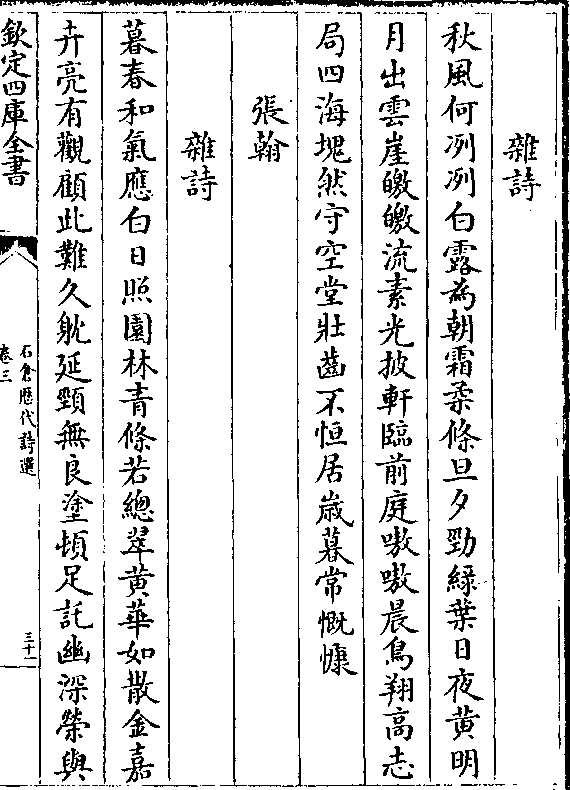 雜詩
秋風何冽冽白露為朝霜柔條旦夕勁綠葉日夜黃明
月出雲崖皦皦流素光披軒臨前庭嗷嗷晨鳥翔高志
局四海塊然守空堂壯齒不恒居歲暮常慨慷
張翰
雜詩
暮春和氣應白日照園林青條若總翠黃華如散金嘉
卉亮有觀顧此難久躭延頸無良塗頓足託幽深榮與
欽定四庫全書
石倉歷代詩選
卷三
三十一